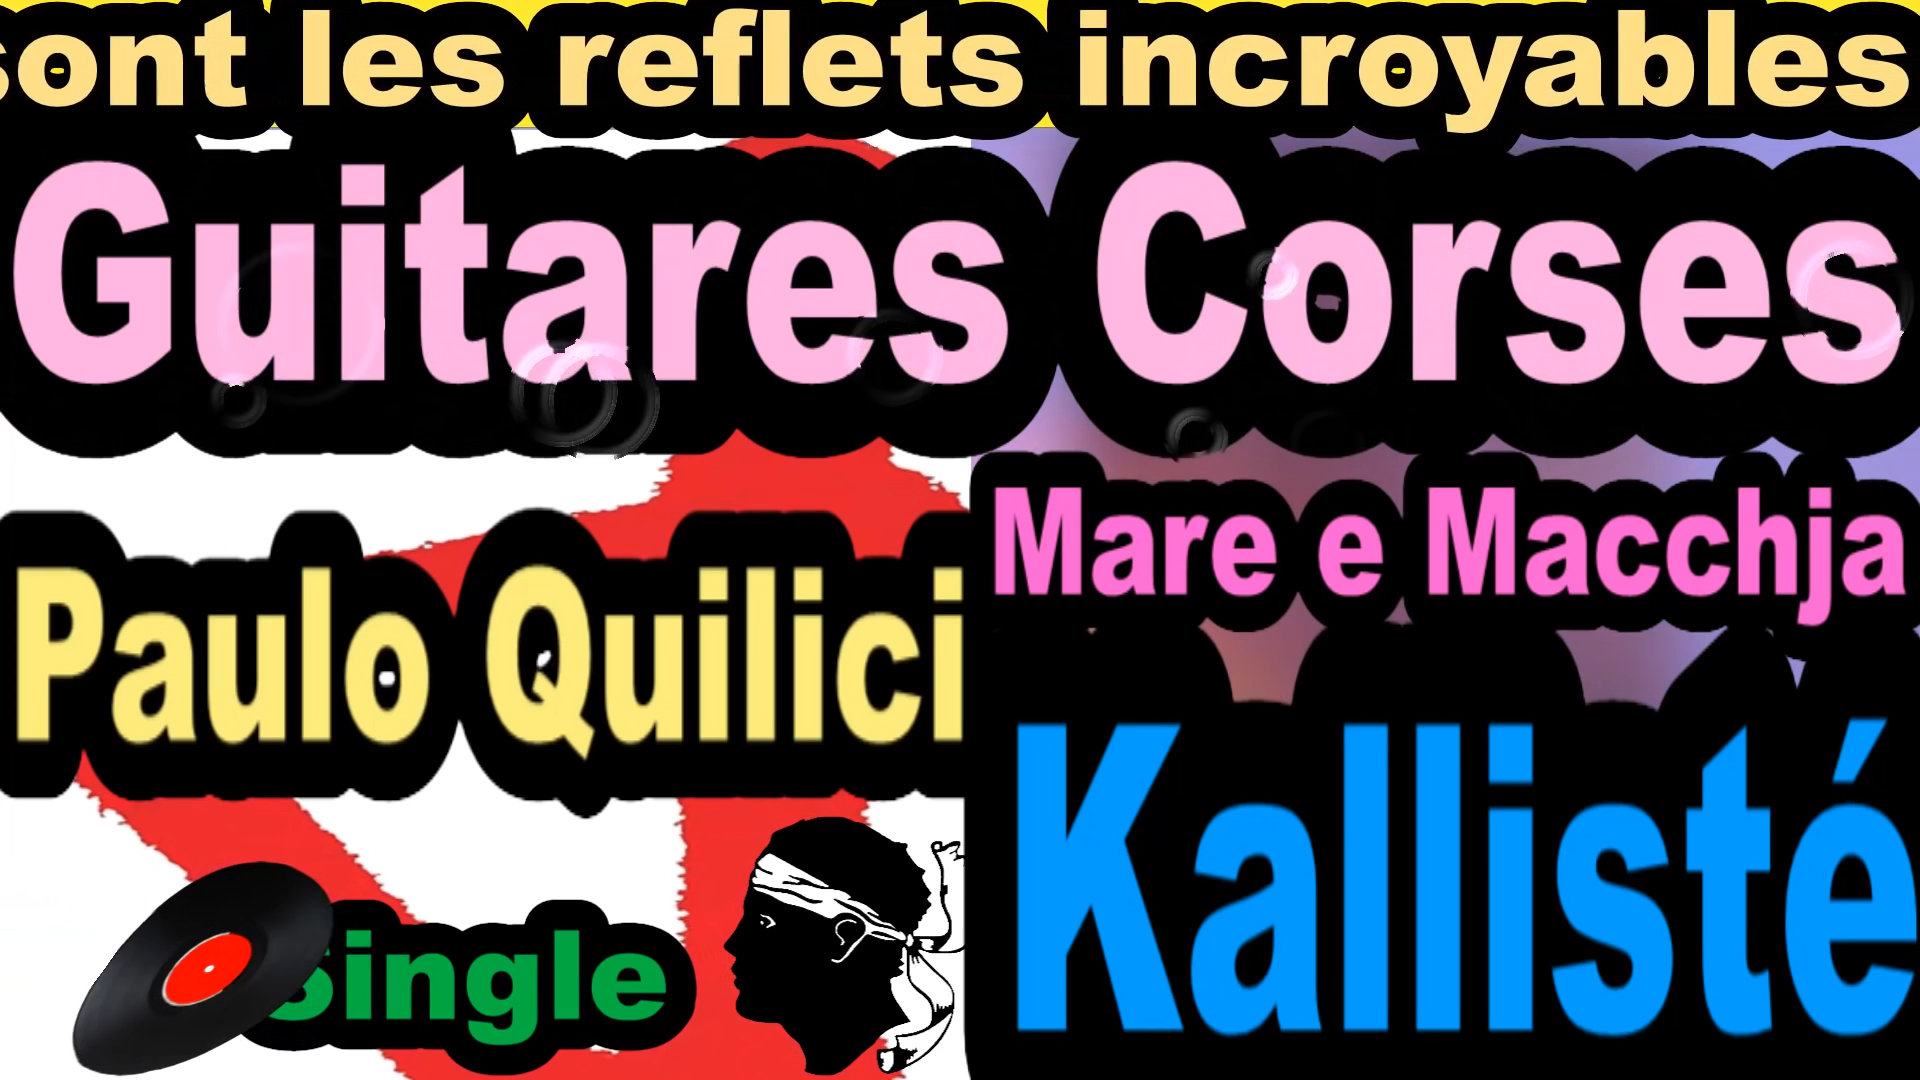 sont les reflets incroyables
Guitares Corses
Paulo Quilici
Mare e Macchja
Kallisté
Single